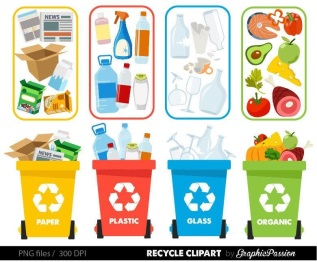 NEWS
PAPER
PLASTIC
GLASS
ORGANIC
PNG files / 300 DPI
RECYCLE CLIPART by GraphicPassion